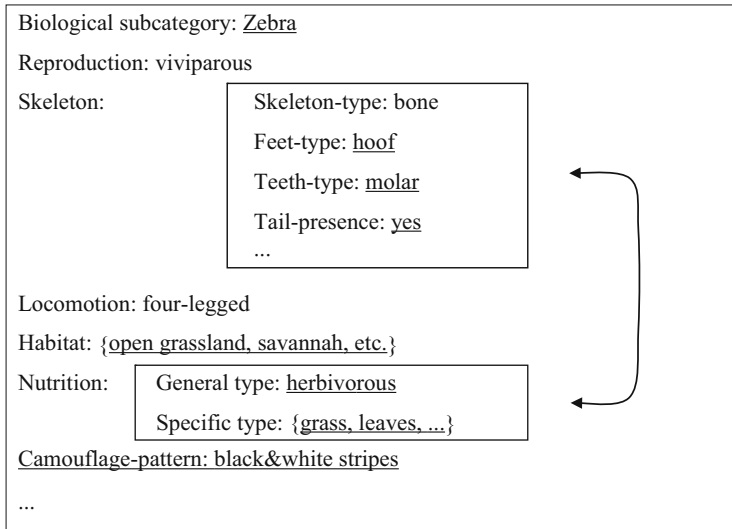 Biological subcategory: Zebra
Reproduction: viviparous
Skeleton: Skeleton-type: bone
Feet-type: hoof
Teeth-type: molar
Tail-presence: yes
...
Locomotion: four-legged
Habitat: {open grassland, savannah, etc.}
Nutrition: General type: herbivorous
Specific type: {grass, leaves, ...}
Camouflage-pattern: black&white stripes
...